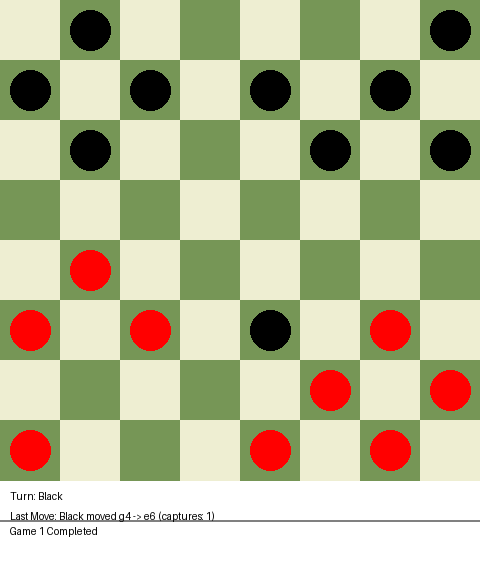 Turn: Black
Last Move: Black moved g4 -> e6 (captures: 1)
Game 1 Completed